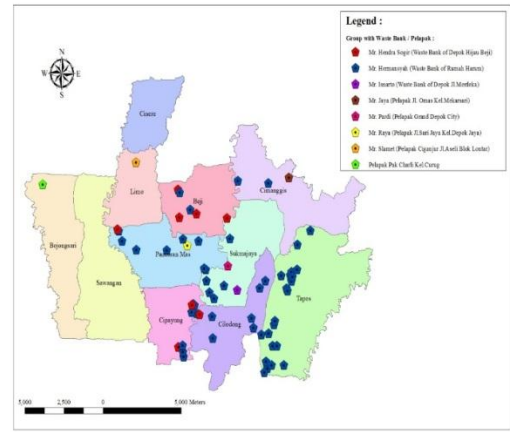 Legend :
Group with Waste Bank / Pelapak :
Mr. Hendra Sogir (Waste Bank of Depok Hijau Beji)
Mr. Hermansyah (Waste Bank of Rumah Harum)
Mr. Isnarto (Waste Bank of Depok Jl.Merdeka)
Mr. Jaya (Pelapak Jl. Omas Kel.Mekarsari)
Mr. Pardi (Pelapak Grand Depok City)
Mr. Raya (Pelapak Jl.Sari Jaya Kel.Depok Jaya)
Mr. Slamet (Pelapak Ciganjur Jl.Aseli Blok Lontar)
Pelapak Pak Charli Kel.Curug
N
W
E
S
Cinere
Limo
Beji
Cimanggis
Bojongsari
Sawangan
Pancoran Mas
Sukmajaya
Cipayung
Cilodong
Tapos
5,000 2,500 0 5,000 Meters